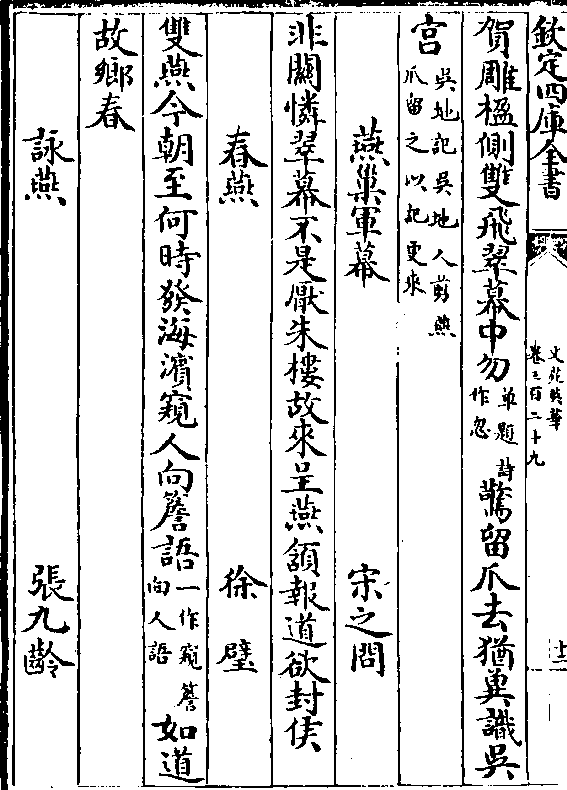 欽定四庫全書
文苑英華
卷三百二十九
十二
賀雕楹側雙飛翠幕中勿單題詩作忽驚留爪去猶冀識吳
宫吳地記吳地人剪燕爪留之以記更來
燕巢軍幕 宋之問
非關憐翠幕不是厭朱樓故來呈燕頷報道欲封侯
春燕 徐璧
雙燕今朝至何時發海濱窺人向簷語一作窺簷向人語如道
故鄉春
詠燕 張九齡